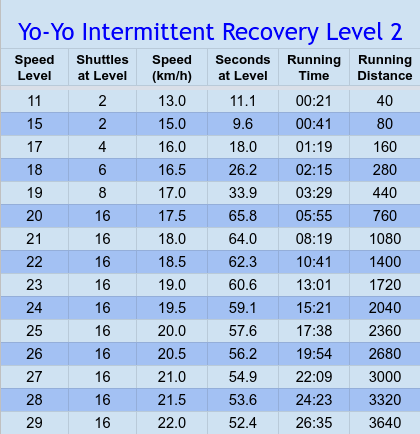 Yo-Yo Intermittent Recovery Level 2
Speed Level Shuttles at Level Speed (km/h) Seconds at Level Running Time Running Distance
11 2 13.0 11.1 00:21 40
15 2 15.0 9.6 00:41 80
17 4 16.0 18.0 01:19 160
18 6 16.5 26.2 02:15 280
19 8 17.0 33.9 03:29 440
20 16 17.5 65.8 05:55 760
21 16 18.0 64.0 08:19 1080
22 16 18.5 62.3 10:41 1400
23 16 19.0 60.6 13:01 1720
24 16 19.5 59.1 15:21 2040
25 16 20.0 57.6 17:38 2360
26 16 20.5 56.2 19:54 2680
27 16 21.0 54.9 22:09 3000
28 16 21.5 53.6 24:23 3320
29 16 22.0 52.4 26:35 3640